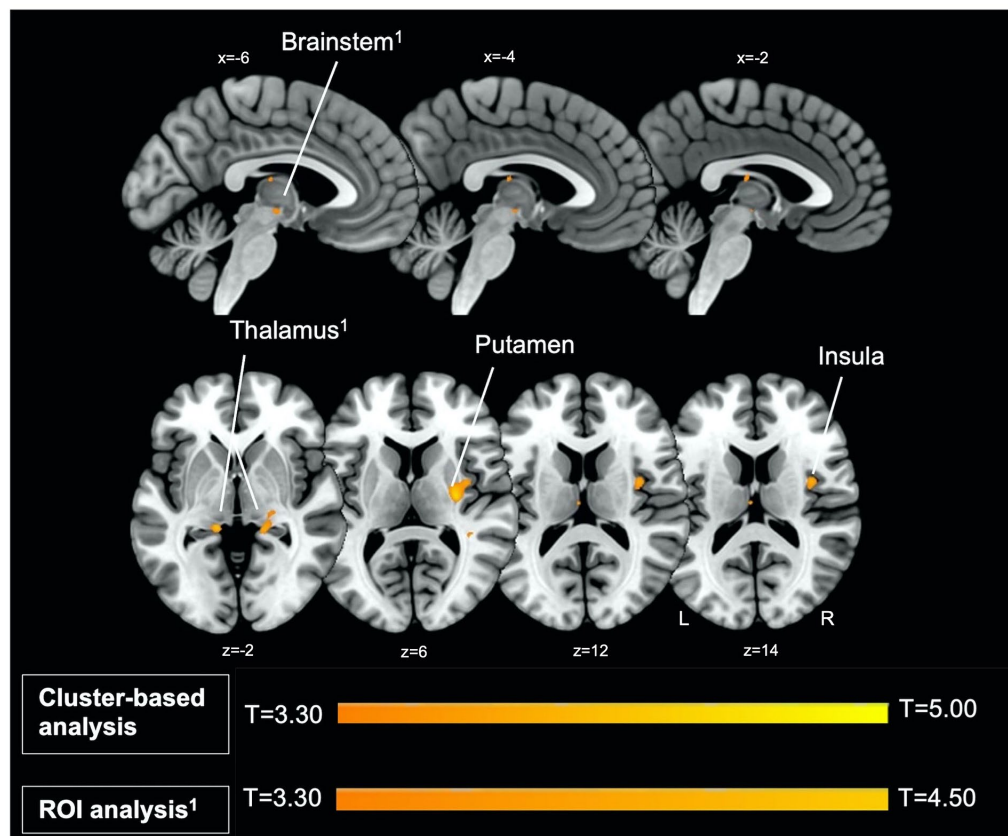 Brainstem¹
x=-6
x=-4
x=-2
Thalamus¹
Putamen
Insula
L
R
z=-2
z=6
z=12
z=14
Cluster-based
analysis
T=3.30
T=5.00
ROI analysis¹
T=3.30
T=4.50